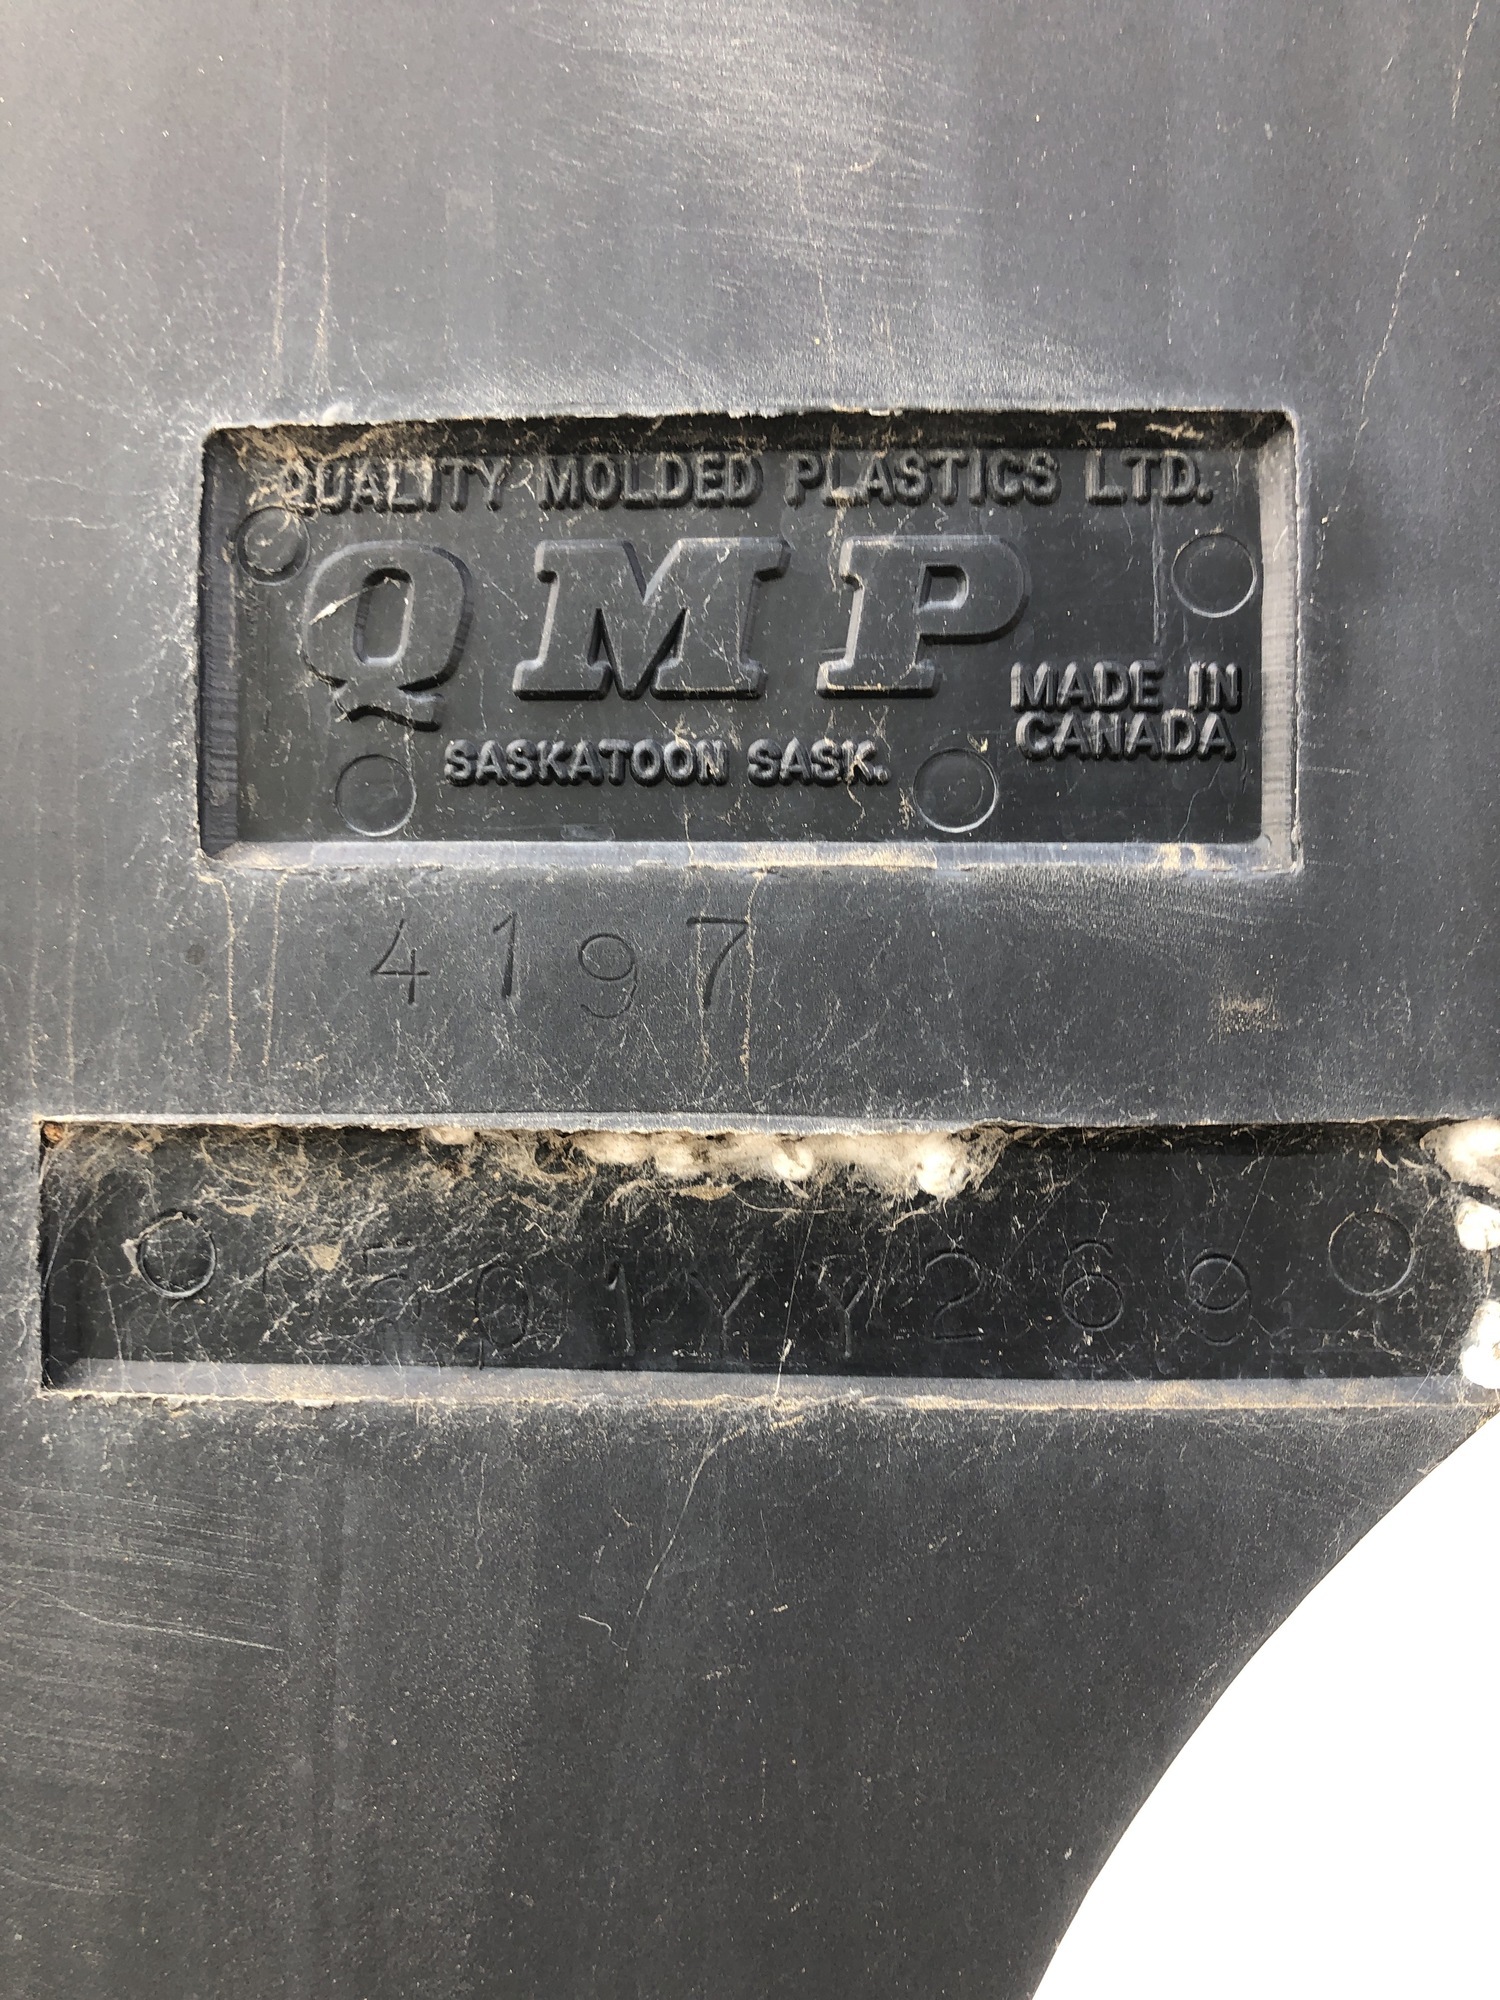 QUALITY MOLDED PLASTICS LTD.
QMP
MADE IN
CANADA
SASKATOON SASK.
4197